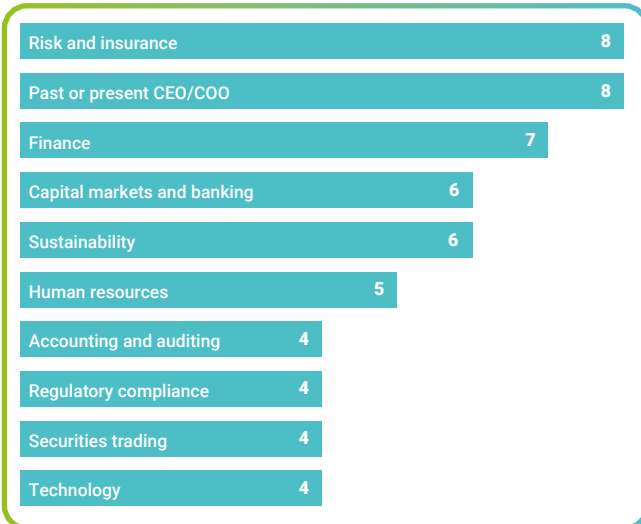 Risk and insurance 8
Past or present CEO/COO 8
Finance 7
Capital markets and banking 6
Sustainability 6
Human resources 5
Accounting and auditing 4
Regulatory compliance 4
Securities trading 4
Technology 4